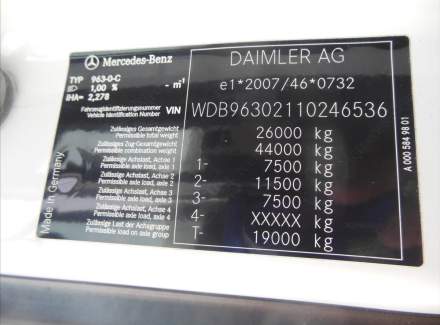 Mercedes-Benz
DAIMLER AG
TYP 963-0-C
1,00 % - m⁻¹
iHA= 2,278
e1*2007/46*0732
Fahrzeugidentifizierungsnummer
Vehicle Identification Number VIN
WDB96302110246536
Zulässiges Gesamtgewicht
Permissible total weight
26000 kg
Zulässiges Zug Gesamtgewicht
Permissible combination weight
44000 kg
Zulässige Achslast, Achse 1
Permissible axle load, axle 1
1- 7500 kg
Zulässige Achslast, Achse 2
Permissible axle load, axle 2
2- 11500 kg
Zulässige Achslast, Achse 3
Permissible axle load, axle 3
3- 7500 kg
Zulässige Achslast, Achse 4
Permissible axle load, axle 4
4- XXXXX kg
Zulässige Last der Achsgruppe
Permissible load on axle group
T- 19000 kg
Made in Germany
A 000 584 98 01